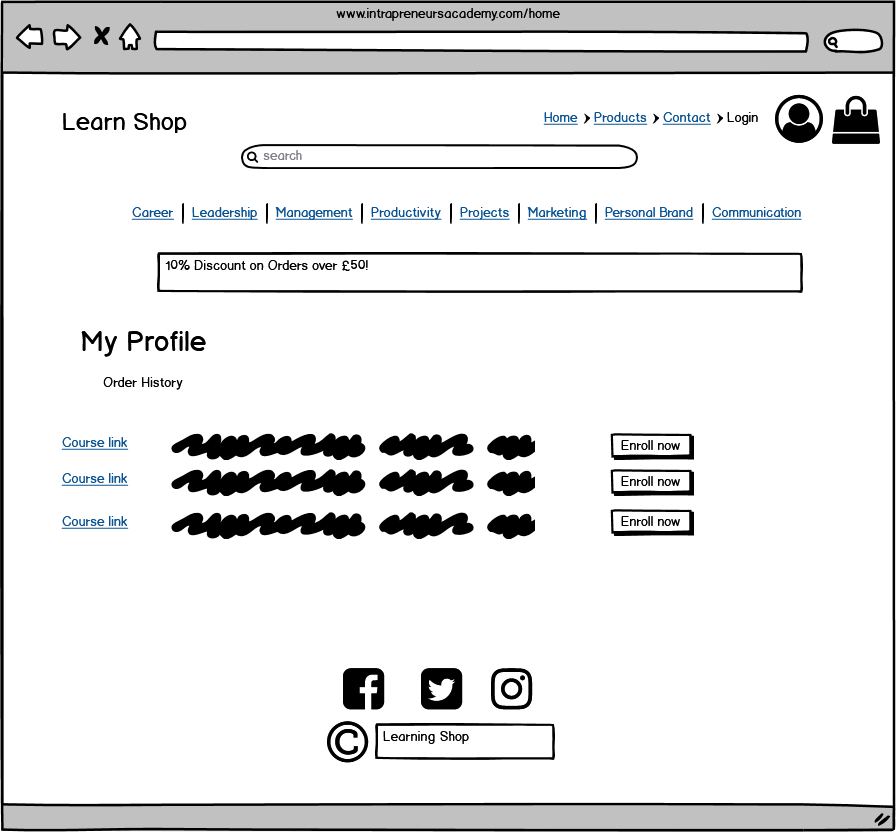 www.intrapreneursacademy.com/home
Learn Shop
Home Products Contact Login
search
Career Leadership Management Productivity Projects Marketing Personal Brand Communication
10% Discount on Orders over £50!
My Profile
Order History
Course link Enroll now
Course link Enroll now
Course link Enroll now
© Learning Shop